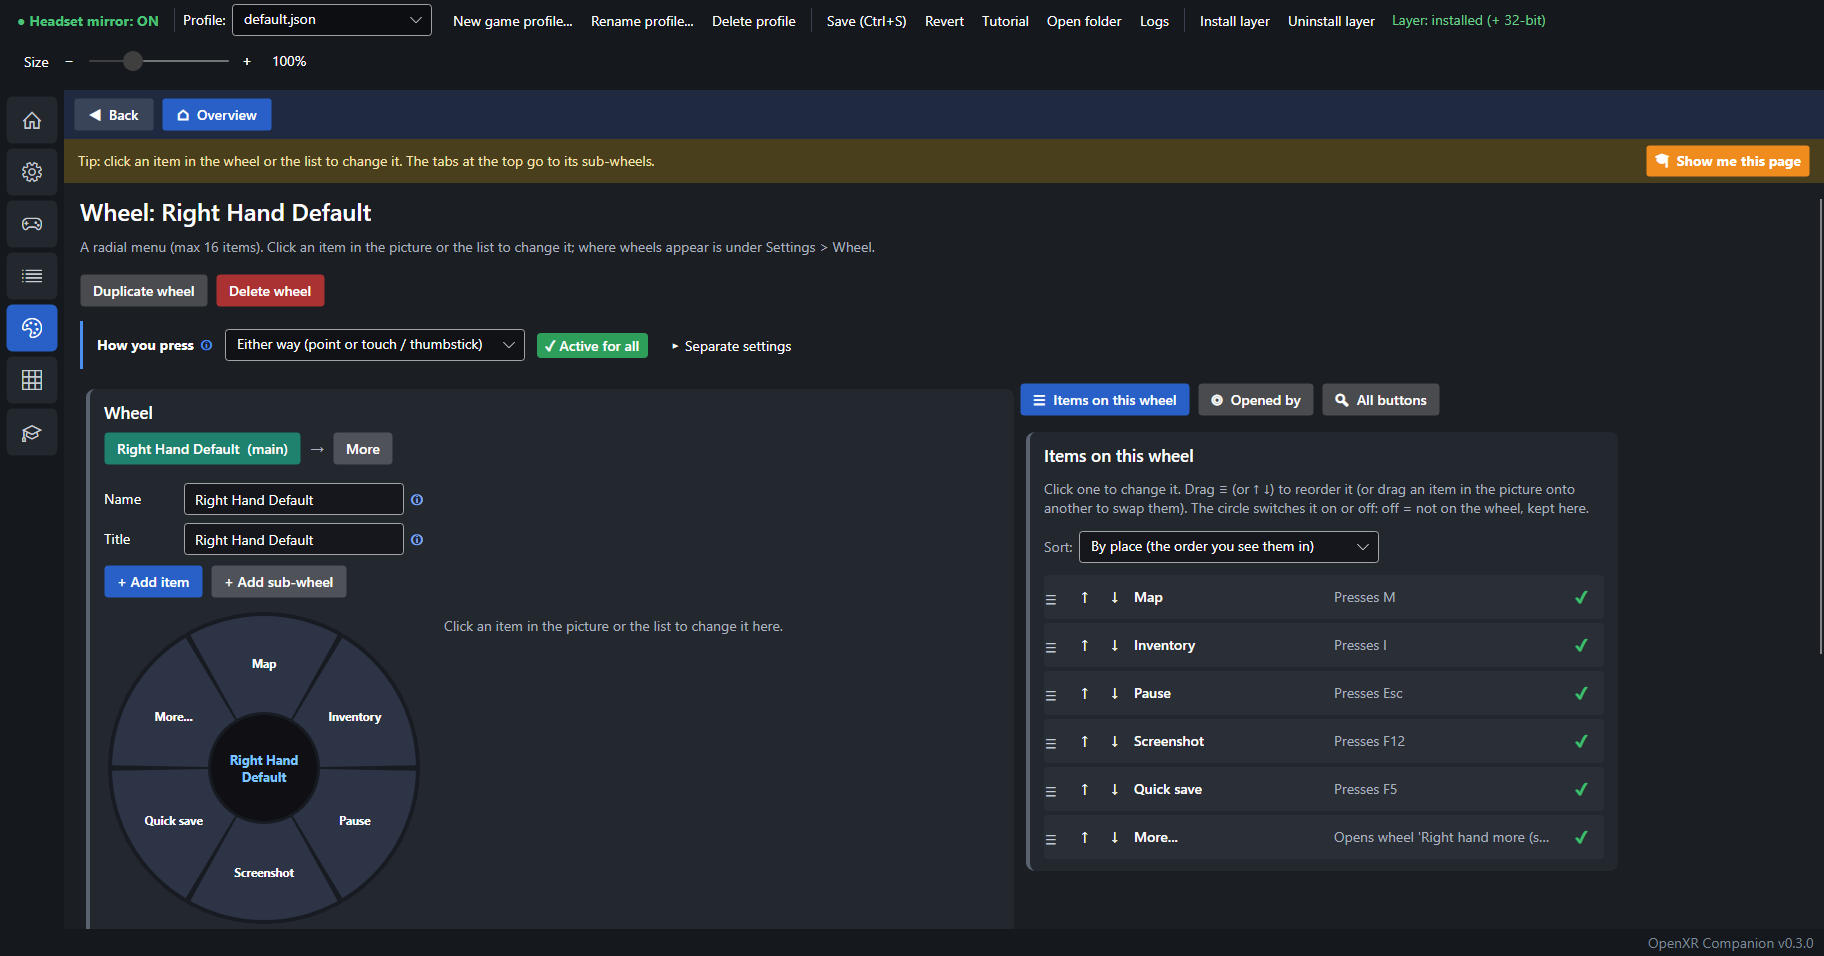 ● Headset mirror: ON
Profile:
default.json
New game profile...
Rename profile...
Delete profile
Save (Ctrl+S)
Revert
Tutorial
Open folder
Logs
Install layer
Uninstall layer
Layer: installed (+ 32-bit)
Size
−
+
100%
◀ Back
Overview
Tip: click an item in the wheel or the list to change it. The tabs at the top go to its sub-wheels.
Show me this page
Wheel: Right Hand Default
A radial menu (max 16 items). Click an item in the picture or the list to change it; where wheels appear is under Settings > Wheel.
Duplicate wheel
Delete wheel
How you press
Either way (point or touch / thumbstick)
✓ Active for all
▸ Separate settings
Wheel
Right Hand Default (main)
→
More
Name
Right Hand Default
Title
Right Hand Default
+ Add item
+ Add sub-wheel
Click an item in the picture or the list to change it here.
Map
More...
Inventory
Right Hand
Default
Quick save
Pause
Screenshot
☰ Items on this wheel
Opened by
All buttons
Items on this wheel
Click one to change it. Drag ≡ (or ↑ ↓) to reorder it (or drag an item in the picture onto
another to swap them). The circle switches it on or off: off = not on the wheel, kept here.
Sort:
By place (the order you see them in)
☰ ↑ ↓ Map Presses M ✓
☰ ↑ ↓ Inventory Presses I ✓
☰ ↑ ↓ Pause Presses Esc ✓
☰ ↑ ↓ Screenshot Presses F12 ✓
☰ ↑ ↓ Quick save Presses F5 ✓
☰ ↑ ↓ More... Opens wheel 'Right hand more (s... ✓
OpenXR Companion v0.3.0